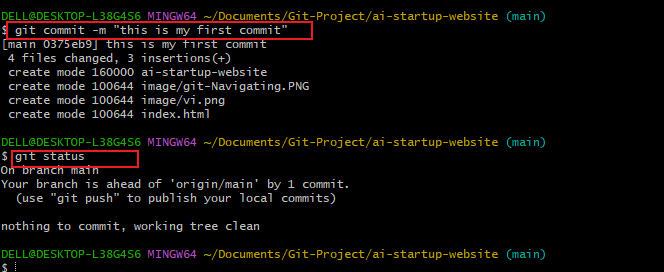 DELL@DESKTOP-L38G4S6 MINGW64 ~/Documents/Git-Project/ai-startup-website (main)
$ git commit -m "this is my first commit"
[main 0375eb9] this is my first commit
 4 files changed, 3 insertions(+)
 create mode 160000 ai-startup-website
 create mode 100644 image/git-Navigating.PNG
 create mode 100644 image/vi.png
 create mode 100644 index.html
DELL@DESKTOP-L38G4S6 MINGW64 ~/Documents/Git-Project/ai-startup-website (main)
$ git status
On branch main
Your branch is ahead of 'origin/main' by 1 commit.
  (use "git push" to publish your local commits)
nothing to commit, working tree clean
DELL@DESKTOP-L38G4S6 MINGW64 ~/Documents/Git-Project/ai-startup-website (main)
$